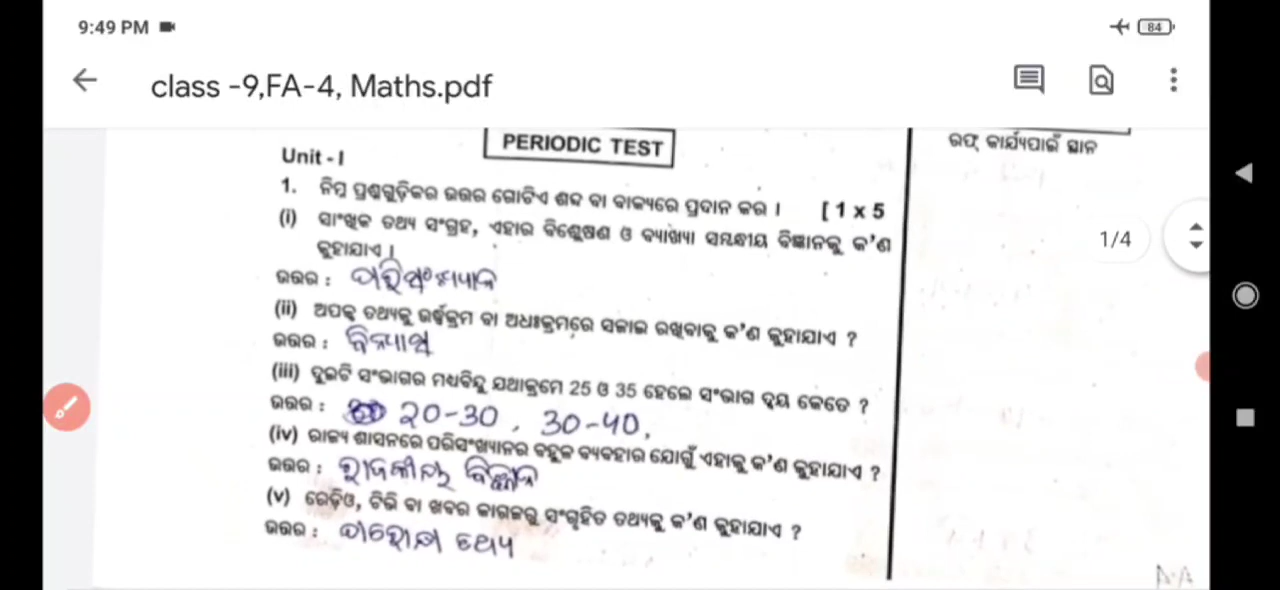 9:49 PM
84
class -9,FA-4, Maths.pdf
PERIODIC TEST
ରଫ୍ କାର୍ଯ୍ୟପାଇଁ ସ୍ଥାନ
Unit - I
1. ନିମ୍ନ ପ୍ରଶ୍ନଗୁଡ଼ିକର ଉତ୍ତର ଗୋଟିଏ ଶବ୍ଦ ବା ବାକ୍ୟରେ ପ୍ରଦାନ କର । [ 1 x 5
(i) ସାଂଖ୍ୟିକ ତଥ୍ୟ ସଂଗ୍ରହ, ଏହାର ବିଶ୍ଳେଷଣ ଓ ବ୍ୟାଖ୍ୟା ସମ୍ବନ୍ଧୀୟ ବିଜ୍ଞାନକୁ କ'ଣ
1/4
କୁହାଯାଏ ।
ଉତ୍ତର : ପରିସଂଖ୍ୟାନ
(ii) ଅପକ୍ୱ ତଥ୍ୟକୁ ଊର୍ଦ୍ଧ୍ୱକ୍ରମ ବା ଅଧଃକ୍ରମରେ ସଜାଇ ରଖିବାକୁ କ'ଣ କୁହାଯାଏ ?
ଉତ୍ତର : ବିନ୍ୟାସ
(iii) ଦୁଇଟି ସଂଭାଗର ମଧ୍ୟବିନ୍ଦୁ ଯଥାକ୍ରମେ 25 ଓ 35 ହେଲେ ସଂଭାଗ ଦ୍ୱୟ କେତେ ?
ଉତ୍ତର : 20-30 , 30-40,
(iv) ରାଜ୍ୟ ଶାସନରେ ପରିସଂଖ୍ୟାନର ବହୁଳ ବ୍ୟବହାର ଯୋଗୁଁ ଏହାକୁ କ'ଣ କୁହାଯାଏ ?
ଉତ୍ତର : ରାଜକୀୟ ବିଜ୍ଞାନ
(v) ରେଡ଼ିଓ, ଟିଭି ବା ଖବର କାଗଜରୁ ସଂଗୃହିତ ତଥ୍ୟକୁ କ'ଣ କୁହାଯାଏ ?
ଉତ୍ତର : ପରୋକ୍ଷ ତଥ୍ୟ